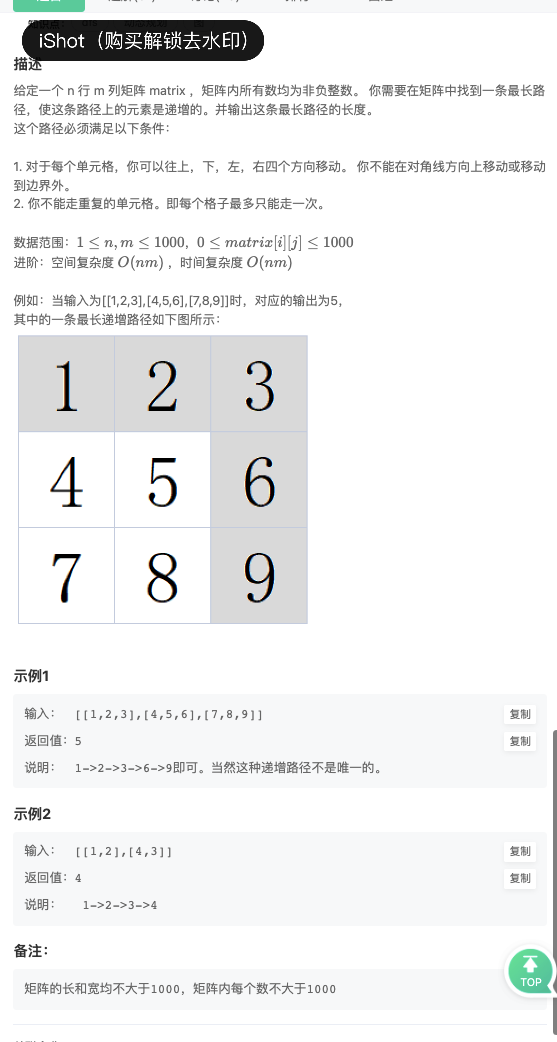 iShot（购买解锁去水印）
描述
给定一个 n 行 m 列矩阵 matrix ，矩阵内所有数均为非负整数。 你需要在矩阵中找到一条最长路
径，使这条路径上的元素是递增的。并输出这条最长路径的长度。
这个路径必须满足以下条件：
1. 对于每个单元格，你可以往上，下，左，右四个方向移动。 你不能在对角线方向上移动或移动
到边界外。
2. 你不能走重复的单元格。即每个格子最多只能走一次。
数据范围：1 ≤ n, m ≤ 1000，0 ≤ matrix[i][j] ≤ 1000
进阶：空间复杂度 O(nm) ，时间复杂度 O(nm)
例如：当输入为[[1,2,3],[4,5,6],[7,8,9]]时，对应的输出为5，
其中的一条最长递增路径如下图所示：
1 2 3
4 5 6
7 8 9
示例1
输入： [[1,2,3],[4,5,6],[7,8,9]] 复制
返回值：5 复制
说明： 1->2->3->6->9即可。当然这种递增路径不是唯一的。
示例2
输入： [[1,2],[4,3]] 复制
返回值：4 复制
说明： 1->2->3->4
备注：
矩阵的长和宽均不大于1000，矩阵内每个数不大于1000
TOP